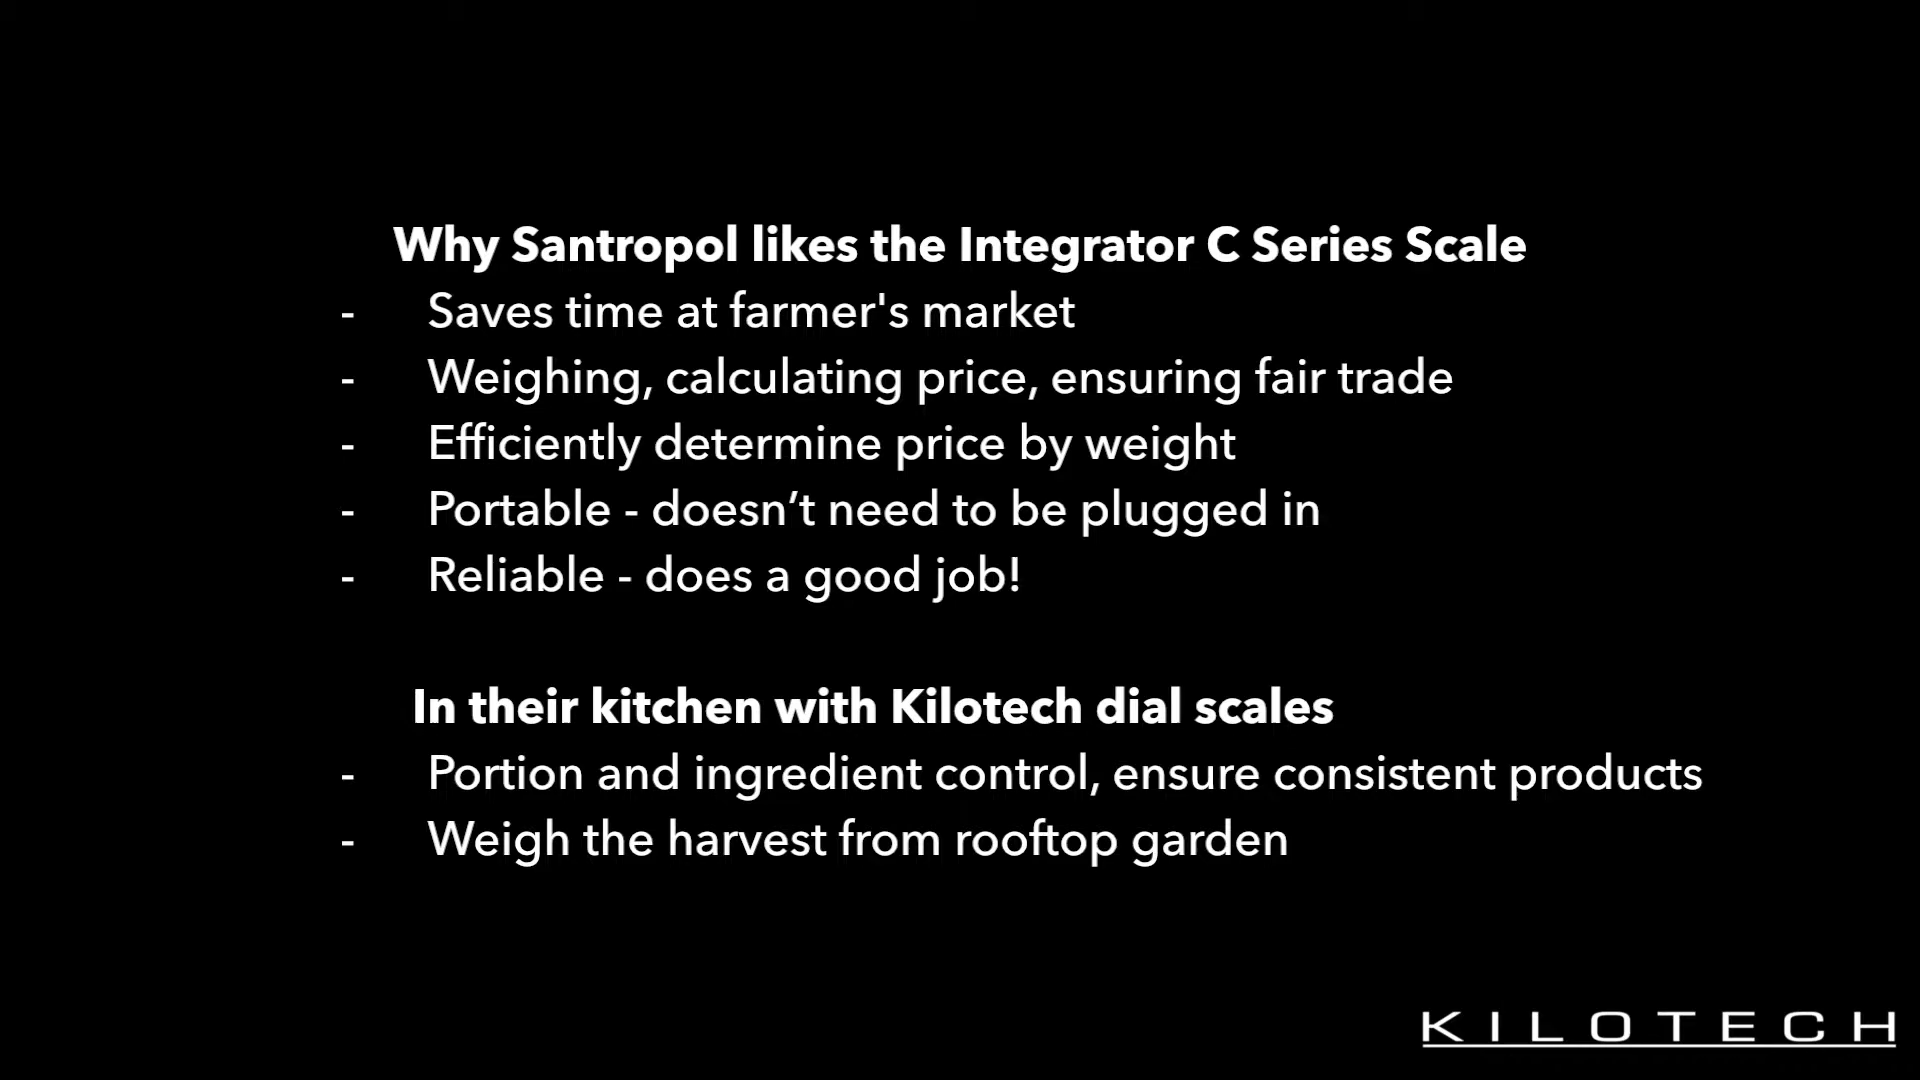 Why Santropol likes the Integrator C Series Scale
- Saves time at farmer's market
- Weighing, calculating price, ensuring fair trade
- Efficiently determine price by weight
- Portable - doesn’t need to be plugged in
- Reliable - does a good job!
In their kitchen with Kilotech dial scales
- Portion and ingredient control, ensure consistent products
- Weigh the harvest from rooftop garden
KILOTECH